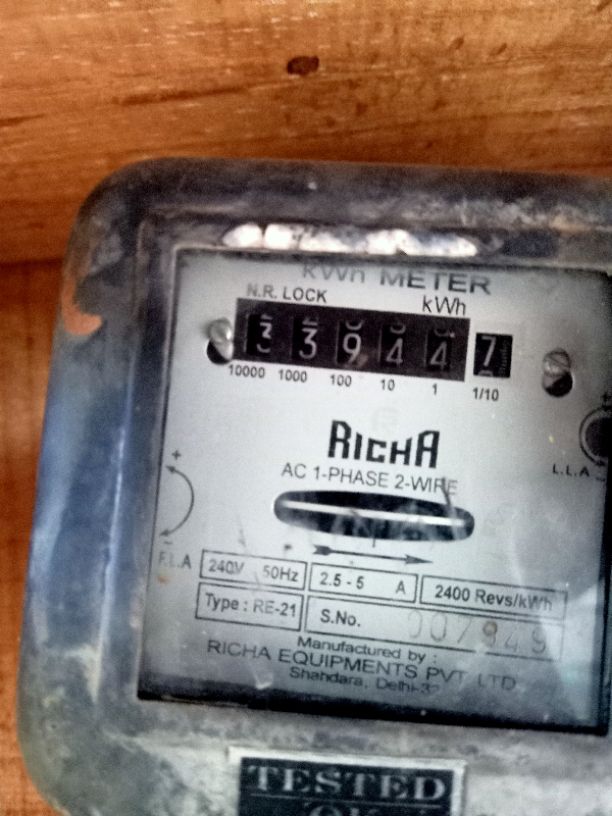 kWh METER
N.R. LOCK kWh
3 3 9 4 4 7
10000 1000 100 10 1 1/10
RICHA
AC 1-PHASE 2-WIRE
+ +
L.L.A -
- F.L.A
240V 50Hz 2.5 - 5 A 2400 Revs/kWh
Type : RE-21 S.No. 007949
Manufactured by :
RICHA EQUIPMENTS PVT. LTD
Shahdara, Delhi-32
TESTED